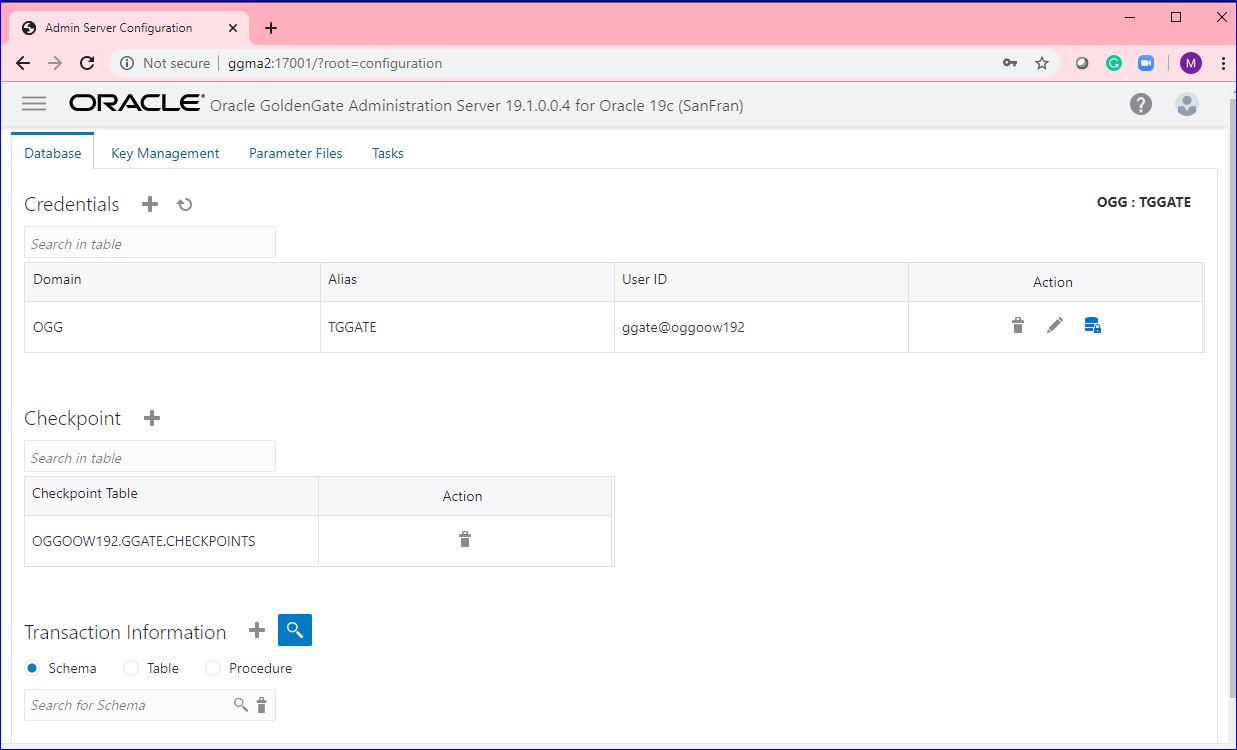 Admin Server Configuration
Not secure ggma2:17001/?root=configuration
M
ORACLE® Oracle GoldenGate Administration Server 19.1.0.0.4 for Oracle 19c (SanFran)
Database Key Management Parameter Files Tasks
Credentials OGG : TGGATE
Search in table
Domain Alias User ID Action
OGG TGGATE ggate@oggoow192
Checkpoint
Search in table
Checkpoint Table Action
OGGOOW192.GGATE.CHECKPOINTS
Transaction Information
Schema Table Procedure
Search for Schema